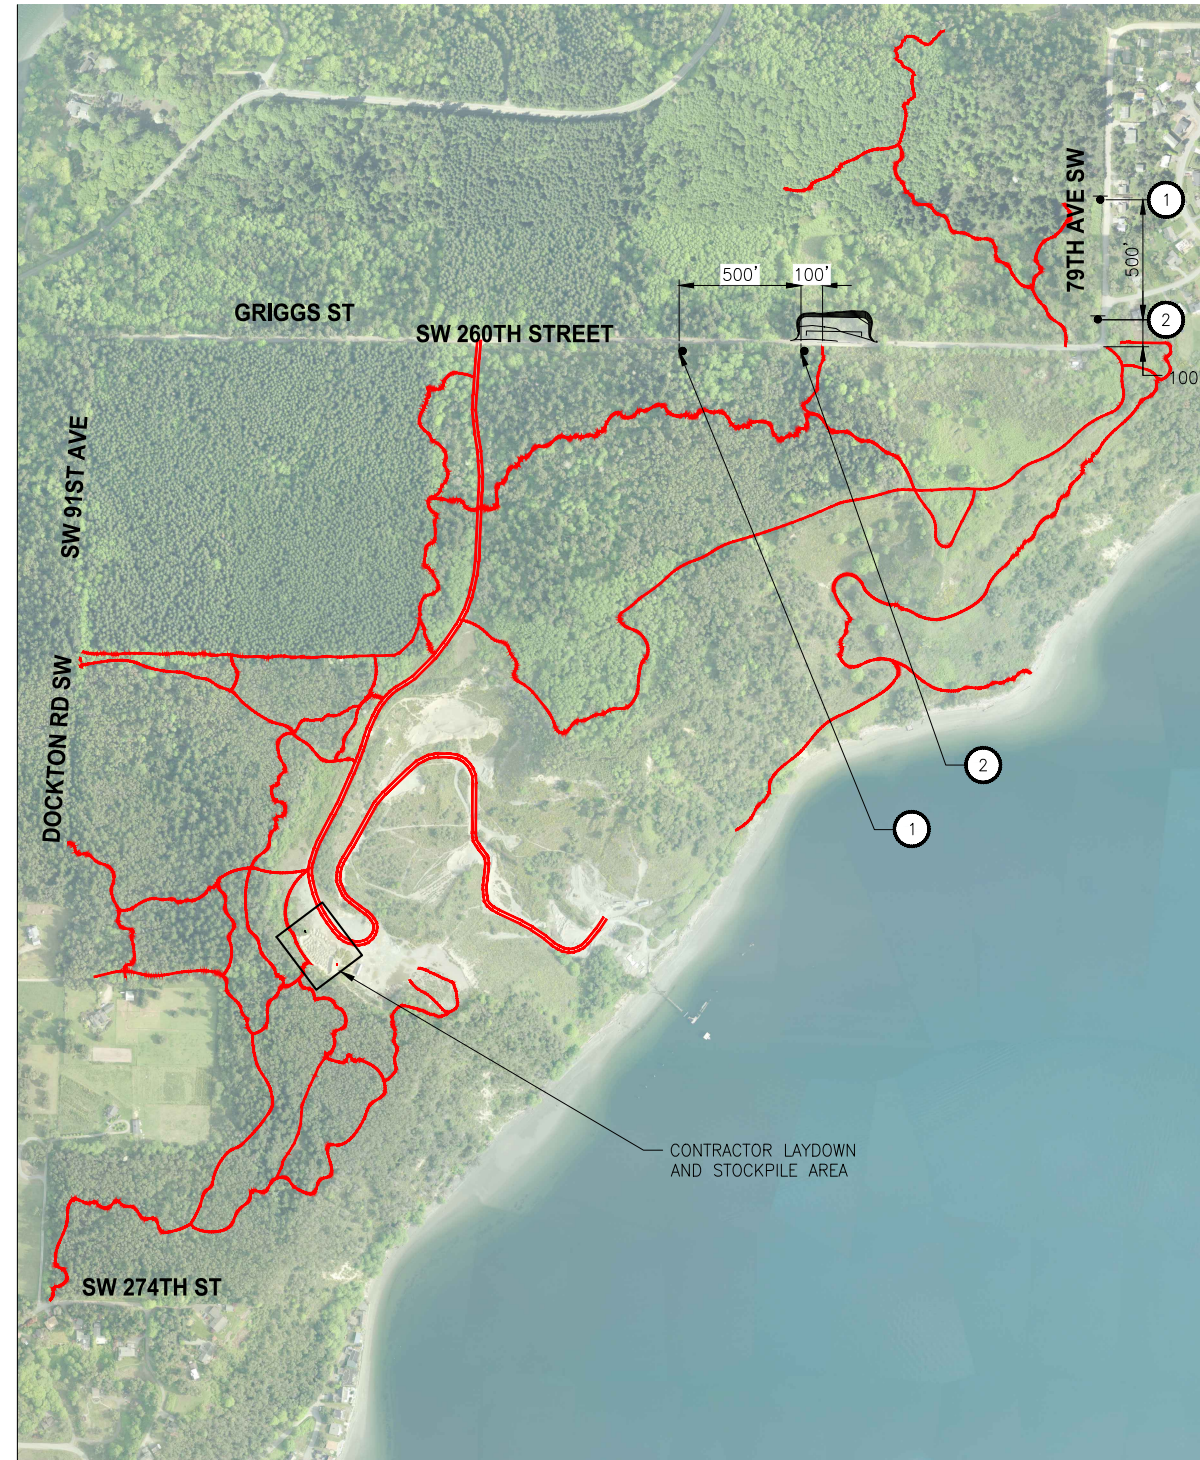 79TH AVE SW
1
500'
2
100'
500'
100'
GRIGGS ST
SW 260TH STREET
SW 91ST AVE
DOCKTON RD SW
2
1
CONTRACTOR LAYDOWN
AND STOCKPILE AREA
SW 274TH ST